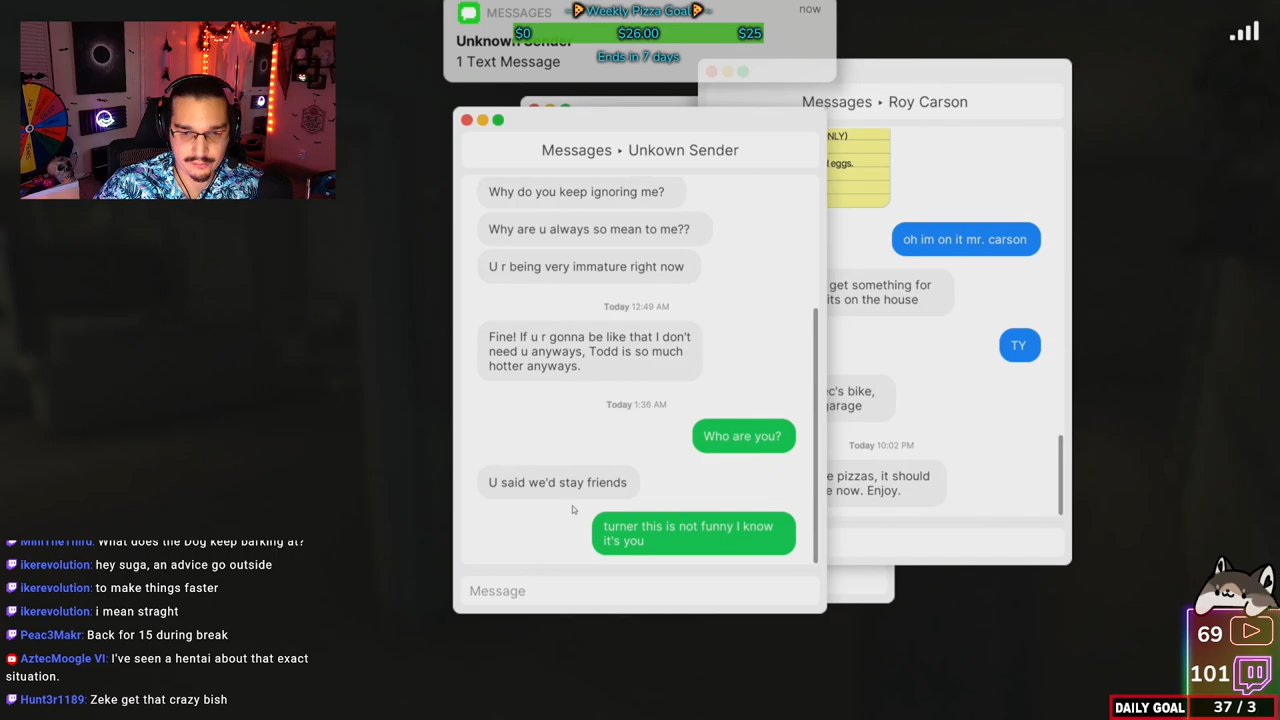 MESSAGES
now
Weekly Pizza Goal
$0 $26.00 $25
Ends in 7 days
Unknown Sender
1 Text Message
Messages ▸ Roy Carson
NLY)
d eggs.
oh im on it mr. carson
get something for
its on the house
TY
ec's bike,
garage
Today 10:02 PM
e pizzas, it should
e now. Enjoy.
Messages ▸ Unkown Sender
Why do you keep ignoring me?
Why are u always so mean to me??
U r being very immature right now
Today 12:49 AM
Fine! If u r gonna be like that I don't
need u anyways, Todd is so much
hotter anyways.
Today 1:36 AM
Who are you?
U said we'd stay friends
turner this is not funny I know
it's you
Message
MiniTheThird: What does the Dog keep barking at?
ikerevolution: hey suga, an advice go outside
ikerevolution: to make things faster
ikerevolution: i mean straght
Peac3Makr: Back for 15 during break
AztecMoogle VI: I've seen a hentai about that exact
situation.
Hunt3r1189: Zeke get that crazy bish
69
101
DAILY GOAL 37 / 3